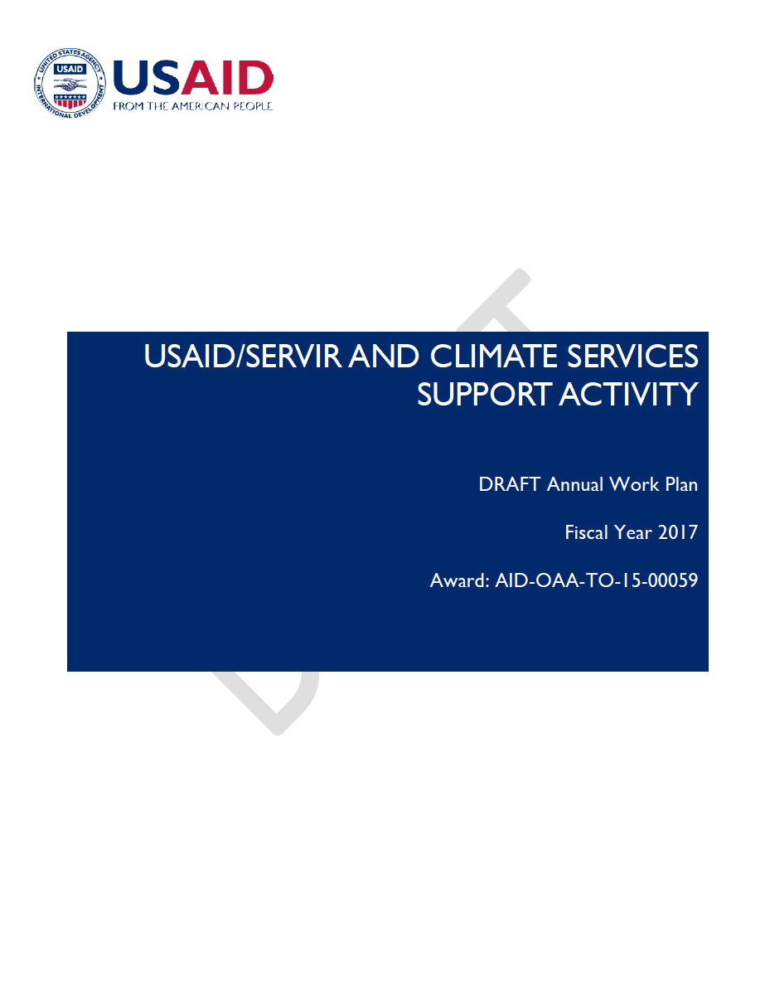 UNITED STATES AGENCY
USAID
INTERNATIONAL DEVELOPMENT
USAID
FROM THE AMERICAN PEOPLE
USAID/SERVIR AND CLIMATE SERVICES
SUPPORT ACTIVITY
DRAFT Annual Work Plan
Fiscal Year 2017
Award: AID-OAA-TO-15-00059